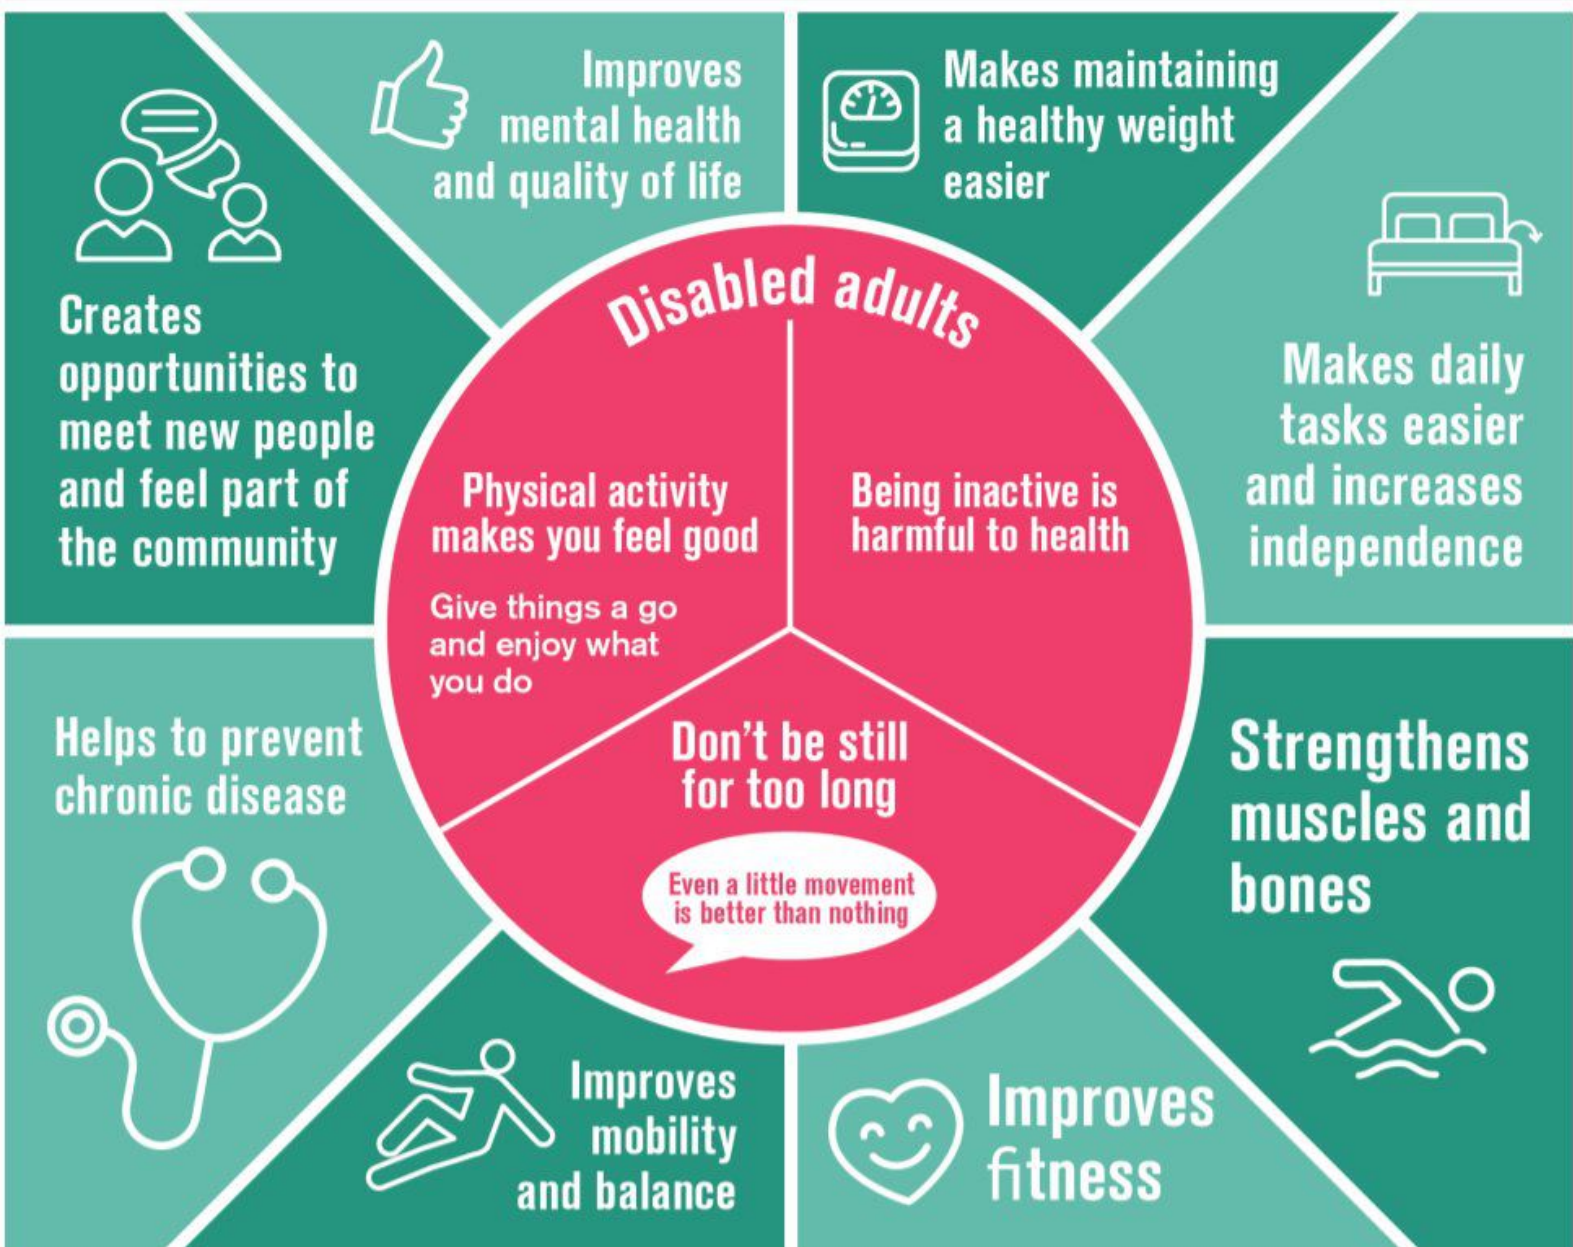 Improves
mental health
and quality of life
Makes maintaining
a healthy weight
easier
Creates
opportunities to
meet new people
and feel part of
the community
Makes daily
tasks easier
and increases
independence
Disabled adults
Physical activity
makes you feel good
Give things a go
and enjoy what
you do
Being inactive is
harmful to health
Don't be still
for too long
Even a little movement
is better than nothing
Helps to prevent
chronic disease
Strengthens
muscles and
bones
Improves
mobility
and balance
Improves
fitness